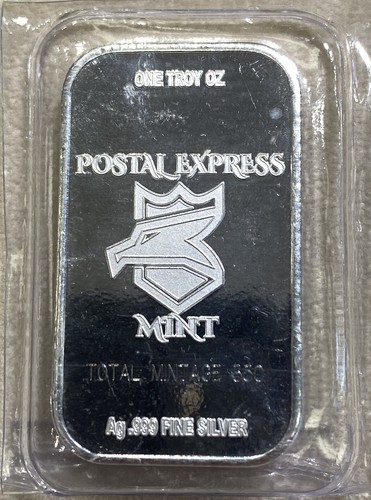 ONE TROY OZ
POSTAL EXPRESS
MINT
TOTAL MINTAGE
Ag .999 FINE SILVER